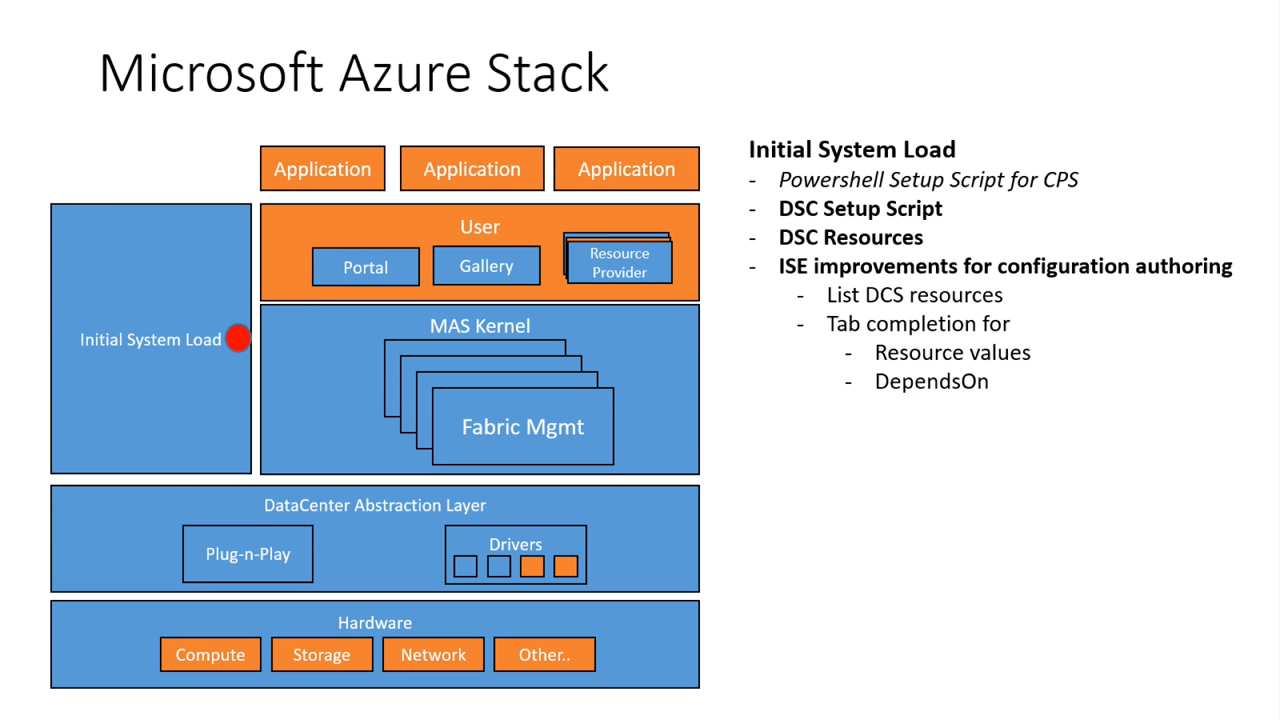 Microsoft Azure Stack
Application
Application
Application
User
Portal
Gallery
Resource
Provider
Initial System Load
MAS Kernel
Fabric Mgmt
DataCenter Abstraction Layer
Plug-n-Play
Drivers
Hardware
Compute
Storage
Network
Other..
Initial System Load
- Powershell Setup Script for CPS
- DSC Setup Script
- DSC Resources
- ISE improvements for configuration authoring
- List DCS resources
- Tab completion for
- Resource values
- DependsOn